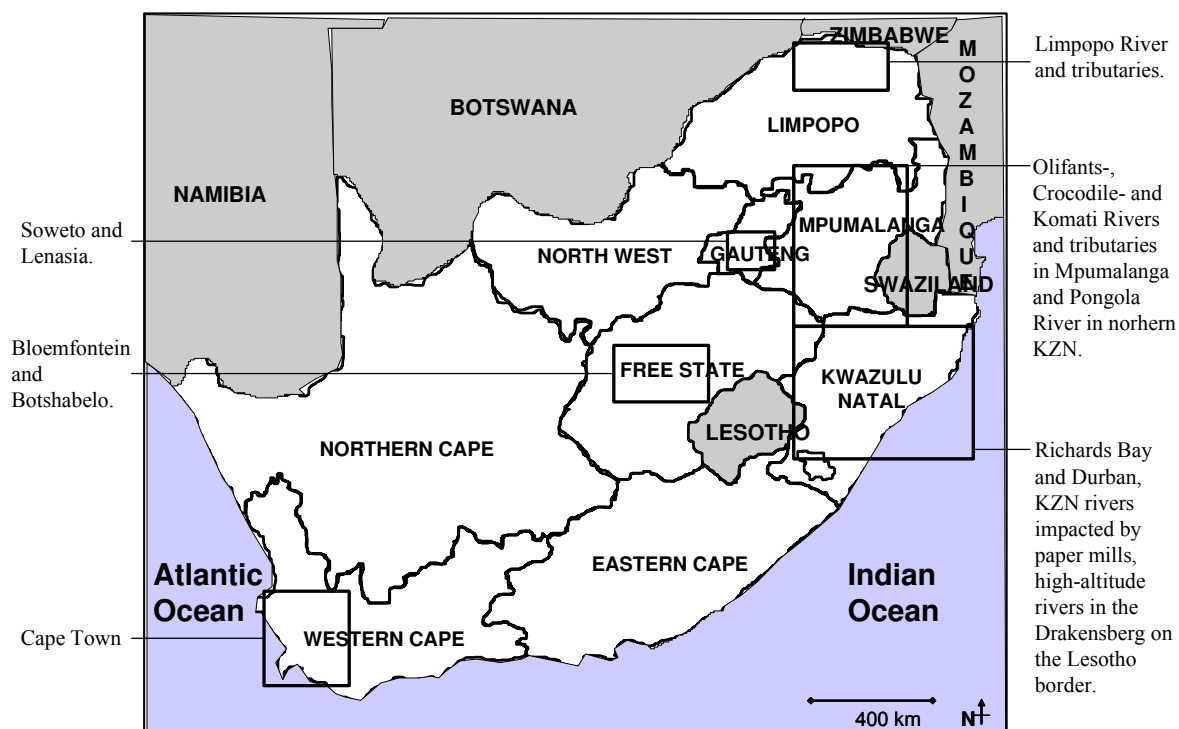 ZIMBABWE
MOZAMBIQUE
BOTSWANA
LIMPOPO
NAMIBIA
MPUMALANGA
NORTH WEST
GAUTENG
SWAZILAND
FREE STATE
KWAZULU
NATAL
LESOTHO
NORTHERN CAPE
EASTERN CAPE
WESTERN CAPE
Atlantic
Ocean
Indian
Ocean
400 km
N
Soweto and
Lenasia.
Bloemfontein
and
Botshabelo.
Cape Town
Limpopo River
and tributaries.
Olifants-,
Crocodile- and
Komati Rivers
and tributaries
in Mpumalanga
and Pongola
River in norhern
KZN.
Richards Bay
and Durban,
KZN rivers
impacted by
paper mills,
high-altitude
rivers in the
Drakensberg on
the Lesotho
border.